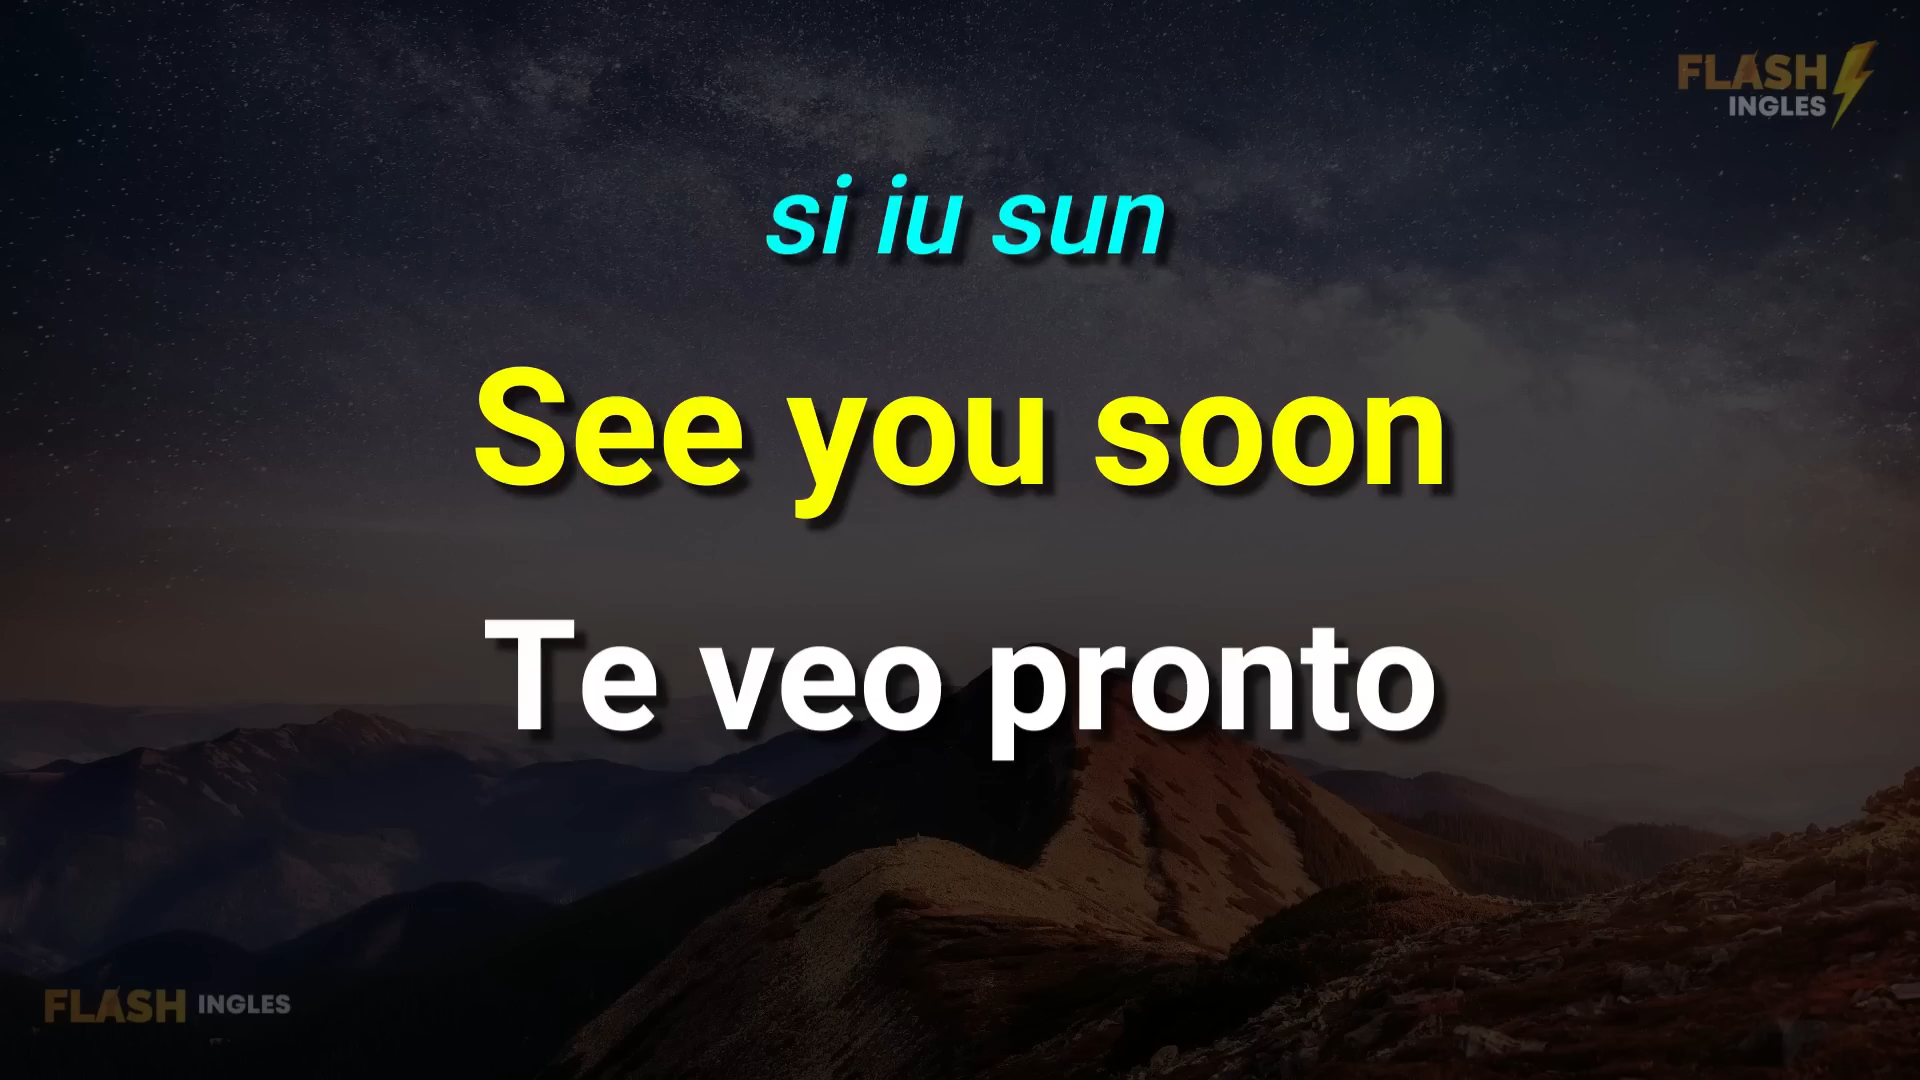 FLASH
INGLES
si iu sun
See you soon
Te veo pronto
FLASH INGLES